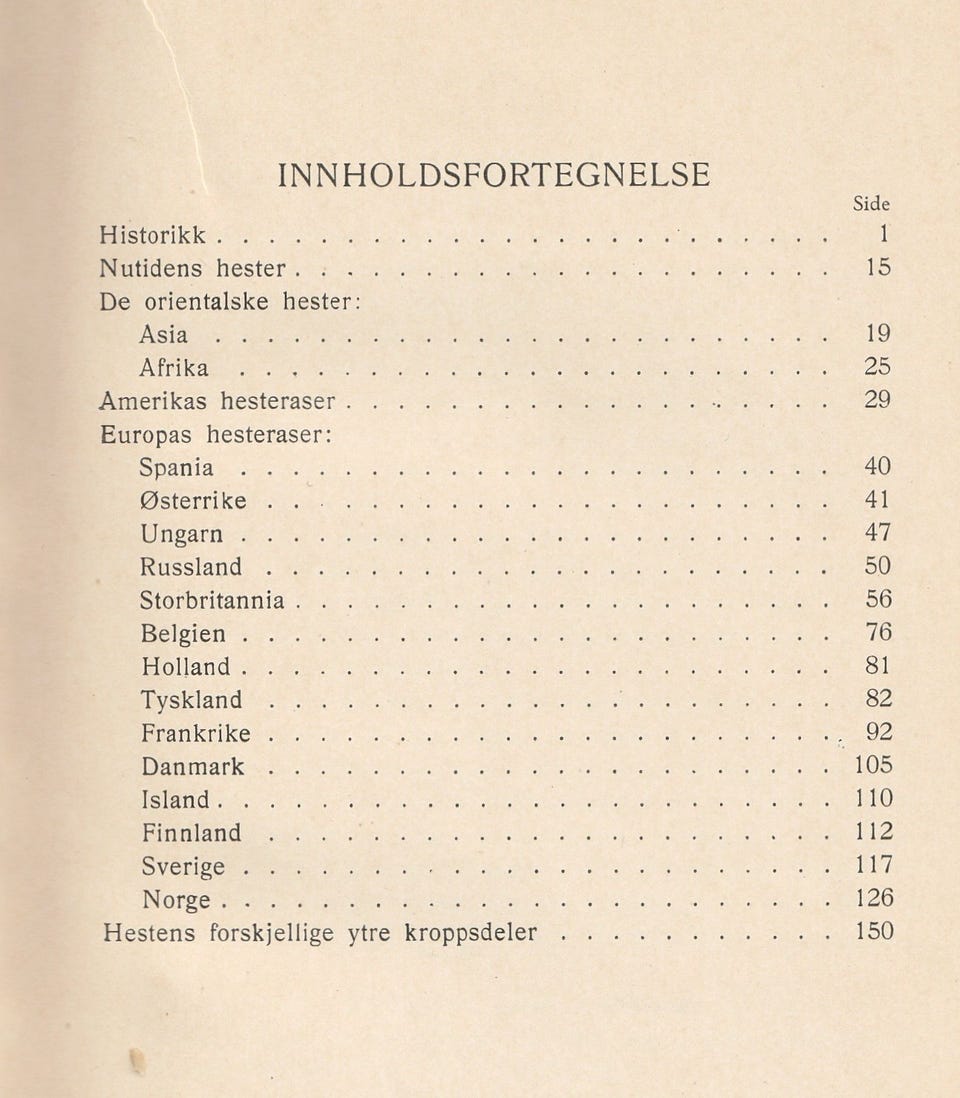 INNHOLDSFORTEGNELSE
Side
Historikk . . . . . . . . . . . . . . . . . . . . . . . . 1
Nutidens hester . . . . . . . . . . . . . . . . . . . . . 15
De orientalske hester:
Asia . . . . . . . . . . . . . . . . . . . . . . . . 19
Afrika . . . . . . . . . . . . . . . . . . . . . . . 25
Amerikas hesteraser . . . . . . . . . . . . . . . . . . . 29
Europas hesteraser:
Spania . . . . . . . . . . . . . . . . . . . . . . . 40
Østerrike . . . . . . . . . . . . . . . . . . . . . . 41
Ungarn . . . . . . . . . . . . . . . . . . . . . . . 47
Russland . . . . . . . . . . . . . . . . . . . . . . 50
Storbritannia . . . . . . . . . . . . . . . . . . . . . 56
Belgien . . . . . . . . . . . . . . . . . . . . . . . 76
Holland . . . . . . . . . . . . . . . . . . . . . . . 81
Tyskland . . . . . . . . . . . . . . . . . . . . . . 82
Frankrike . . . . . . . . . . . . . . . . . . . . . . 92
Danmark . . . . . . . . . . . . . . . . . . . . . . 105
Island . . . . . . . . . . . . . . . . . . . . . . . . 110
Finnland . . . . . . . . . . . . . . . . . . . . . . 112
Sverige . . . . . . . . . . . . . . . . . . . . . . . 117
Norge . . . . . . . . . . . . . . . . . . . . . . . . 126
Hestens forskjellige ytre kroppsdeler . . . . . . . . . . . 150